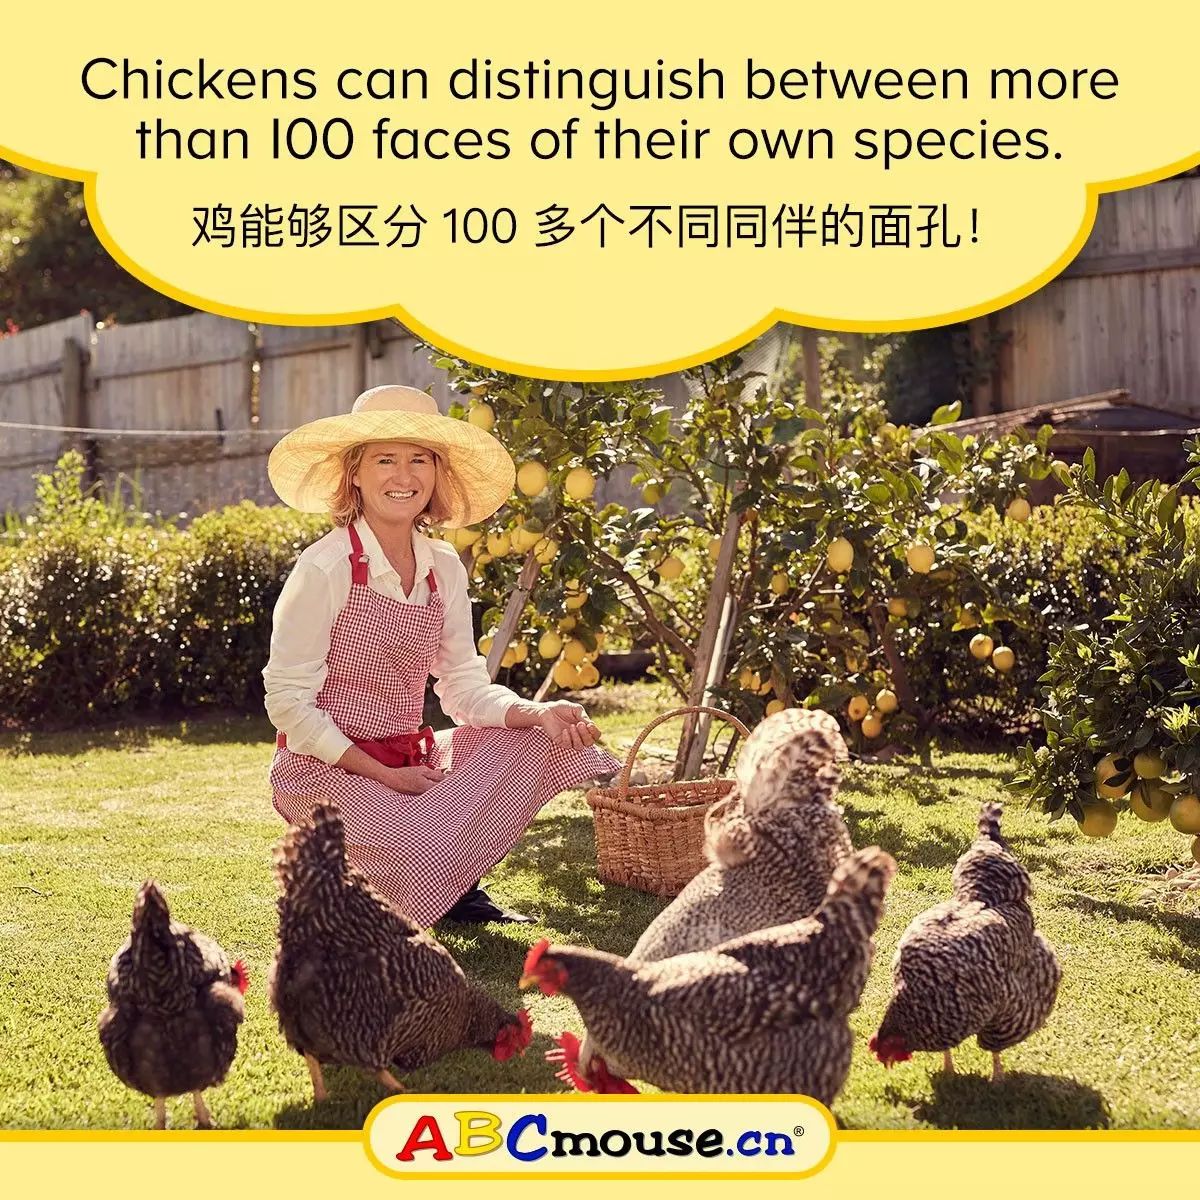 Chickens can distinguish between more
than 100 faces of their own species.
鸡能够区分 100 多个不同同伴的面孔！
ABCmouse.cn®